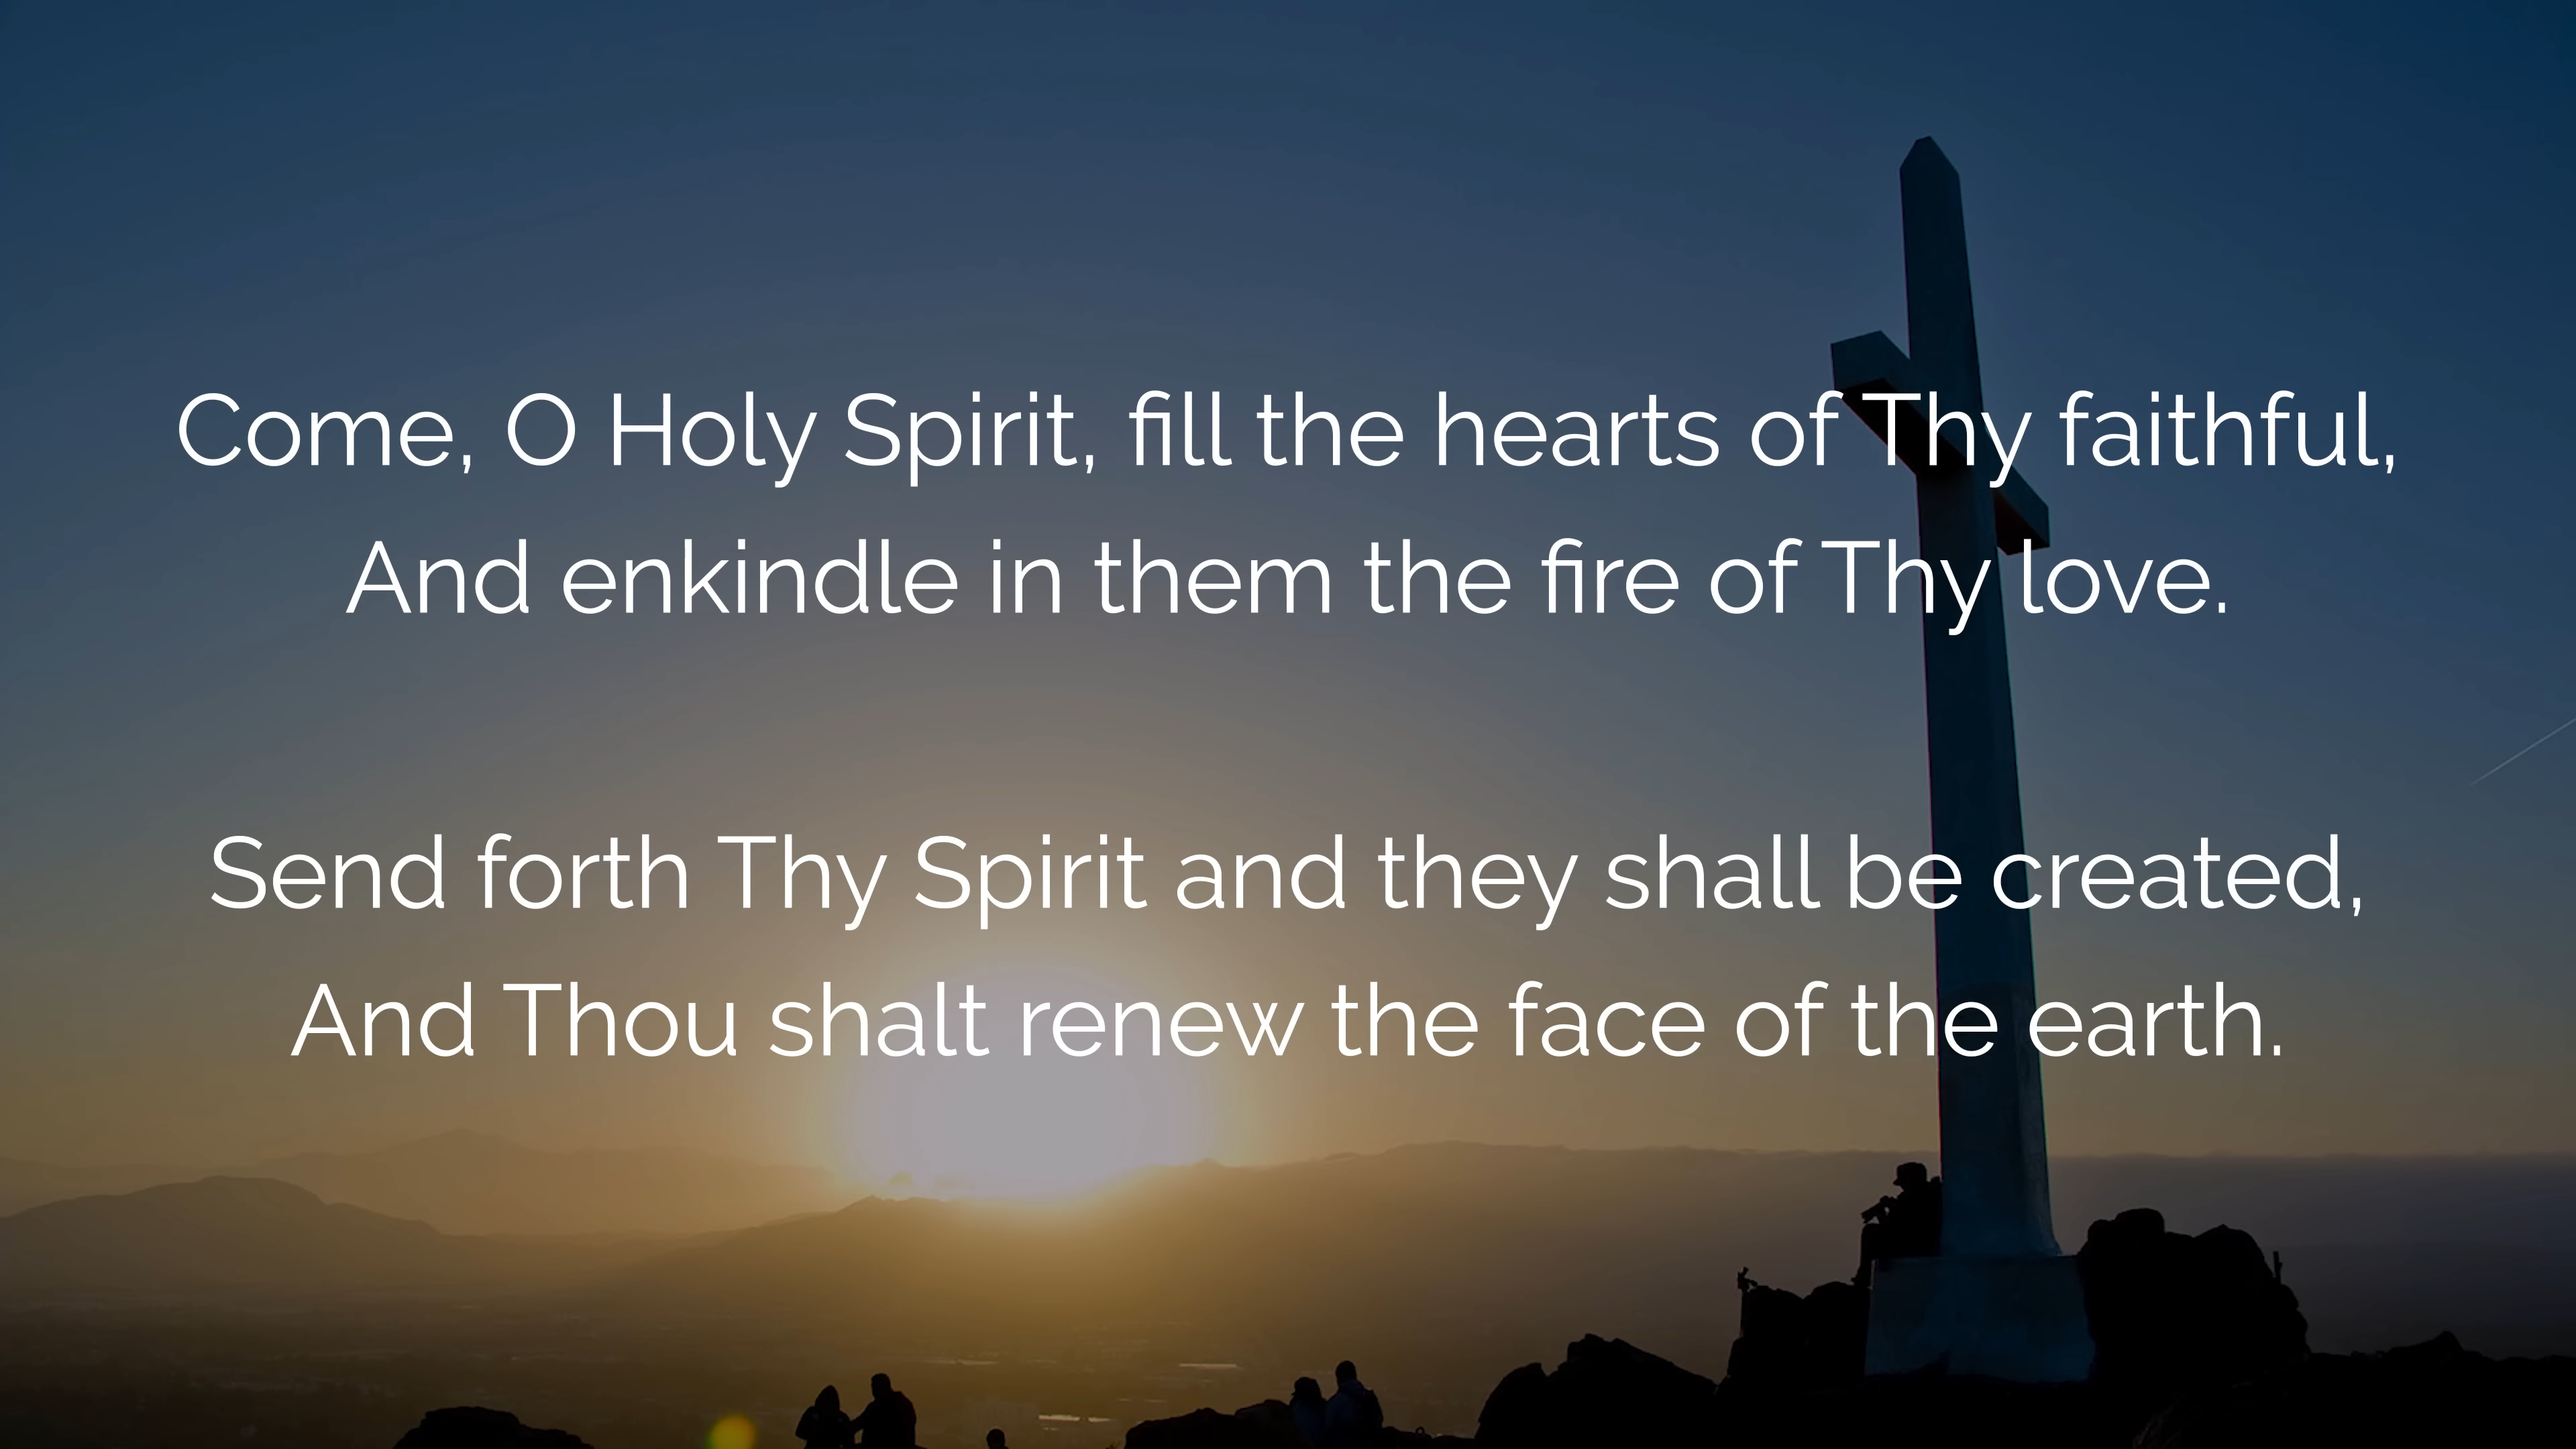 Come, O Holy Spirit, fill the hearts of Thy faithful,
And enkindle in them the fire of Thy love.
Send forth Thy Spirit and they shall be created,
And Thou shalt renew the face of the earth.